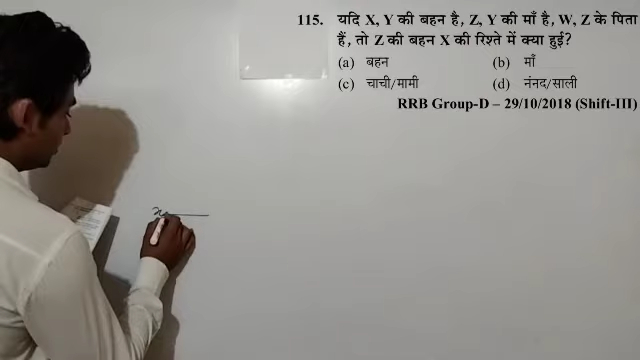 115. यदि X, Y की बहन है, Z, Y की माँ है, W, Z के पिता
हैं, तो Z की बहन X की रिश्ते में क्या हुई?
(a) बहन (b) माँ
(c) चाची/मामी (d) नंनद/साली
RRB Group-D – 29/10/2018 (Shift-III)
x